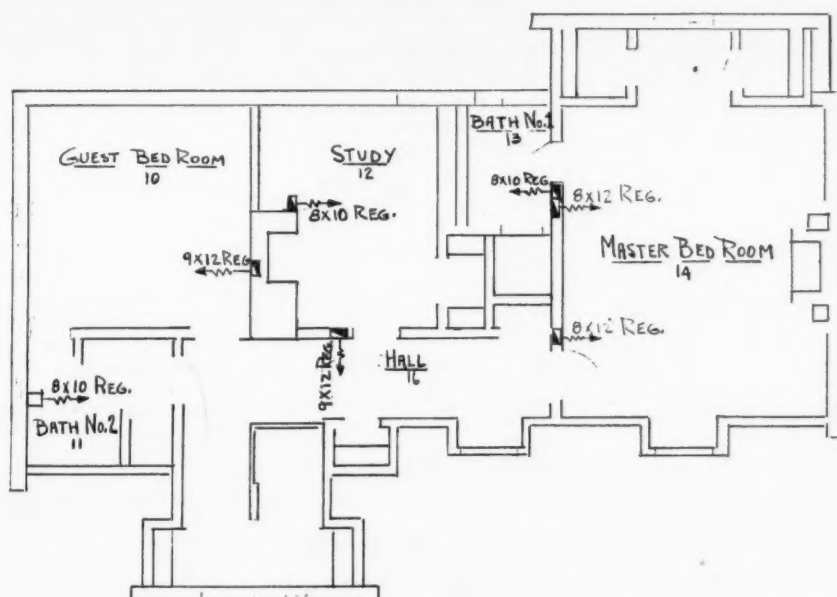 BATH No.1
13
GUEST BED ROOM
10
STUDY
12
8X10 REG.
8X12 REG.
8X10 REG.
MASTER BED ROOM
14
9X12 REG.
8X12 REG.
HALL
16
9X12 REG.
8X10 REG.
BATH No.2
11